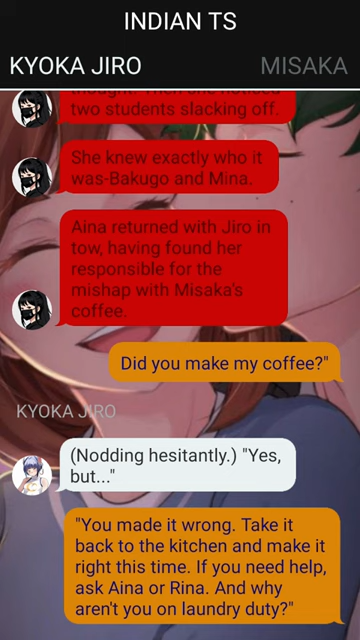 INDIAN TS
KYOKA JIRO
MISAKA
thought. Then she noticed
two students slacking off.
She knew exactly who it
was-Bakugo and Mina.
Aina returned with Jiro in
tow, having found her
responsible for the
mishap with Misaka's
coffee.
Did you make my coffee?"
KYOKA JIRO
(Nodding hesitantly.) "Yes,
but..."
"You made it wrong. Take it
back to the kitchen and make it
right this time. If you need help,
ask Aina or Rina. And why
aren't you on laundry duty?"